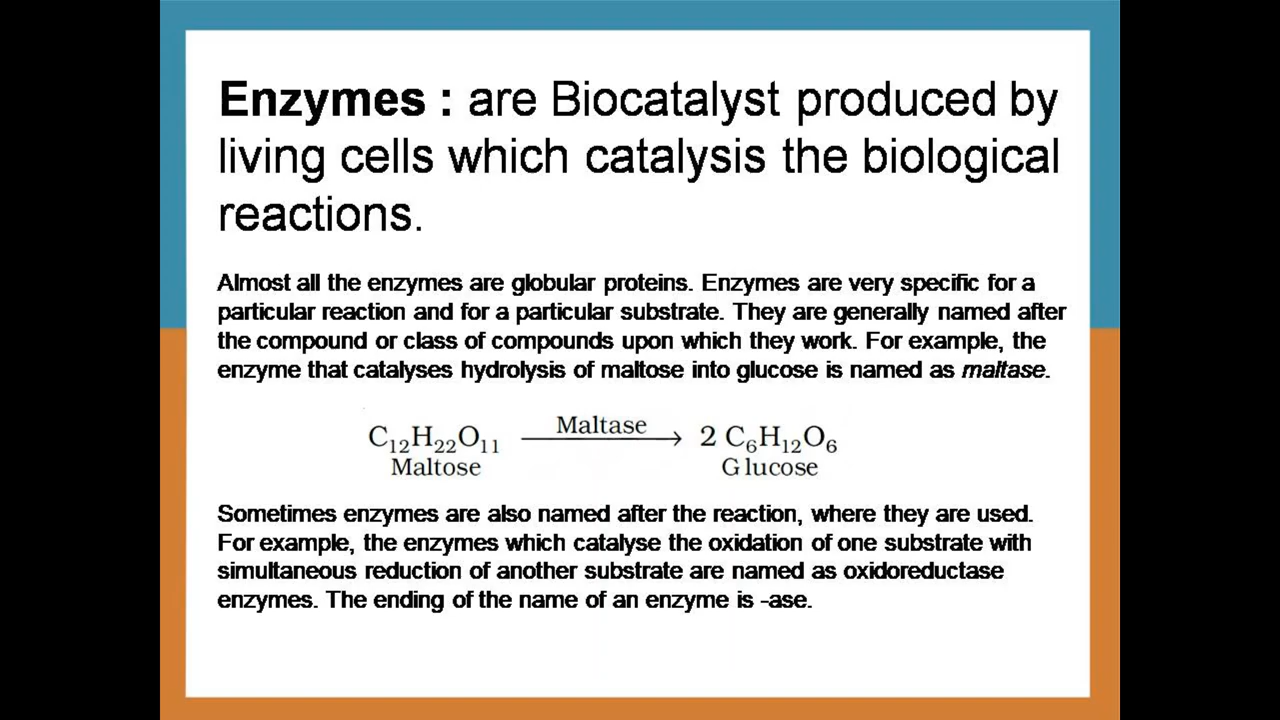 Enzymes : are Biocatalyst produced by
living cells which catalysis the biological
reactions.
Almost all the enzymes are globular proteins. Enzymes are very specific for a
particular reaction and for a particular substrate. They are generally named after
the compound or class of compounds upon which they work. For example, the
enzyme that catalyses hydrolysis of maltose into glucose is named as maltase.
Maltase
C₁₂H₂₂O₁₁ ⟶ 2 C₆H₁₂O₆
Maltose Glucose
Sometimes enzymes are also named after the reaction, where they are used.
For example, the enzymes which catalyse the oxidation of one substrate with
simultaneous reduction of another substrate are named as oxidoreductase
enzymes. The ending of the name of an enzyme is -ase.